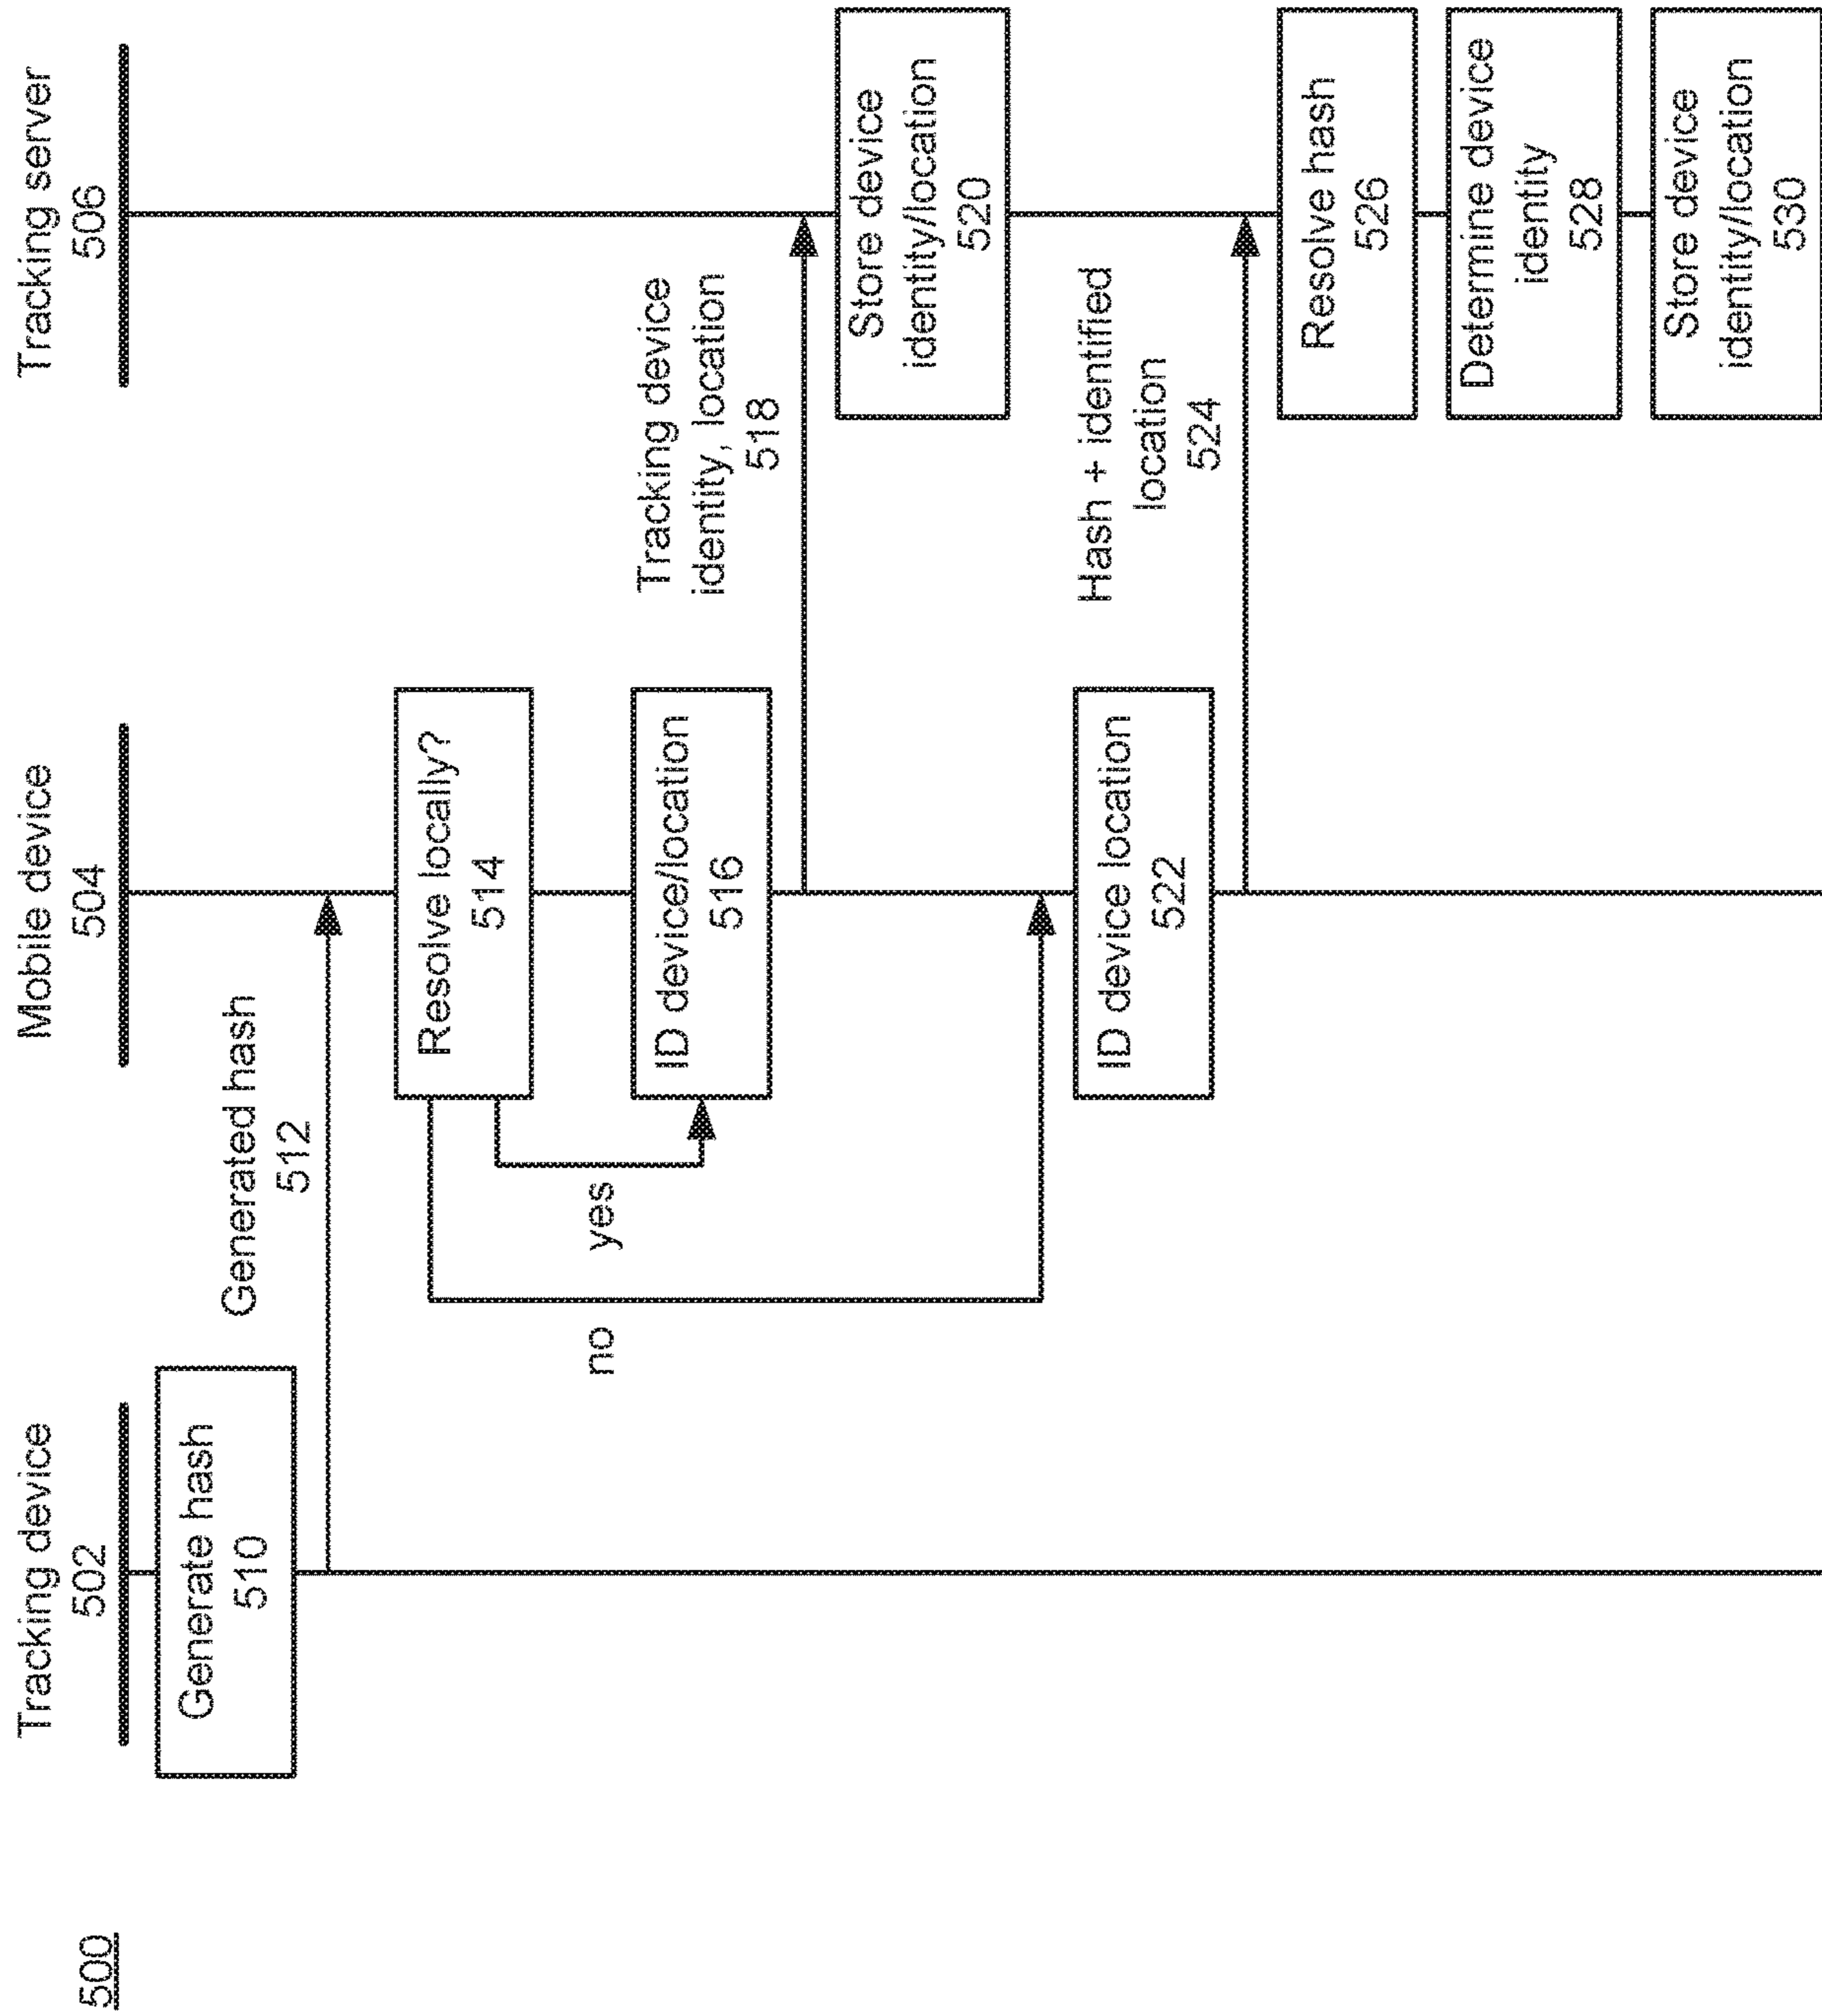 500
Tracking device
502
Mobile device
504
Tracking server
506
Generate hash
510
Generated hash
512
Resolve locally?
514
no
yes
ID device/location
516
Tracking device
identity, location
518
Store device
identity/location
520
ID device location
522
Hash + identified
location
524
Resolve hash
526
Determine device
identity
528
Store device
identity/location
530